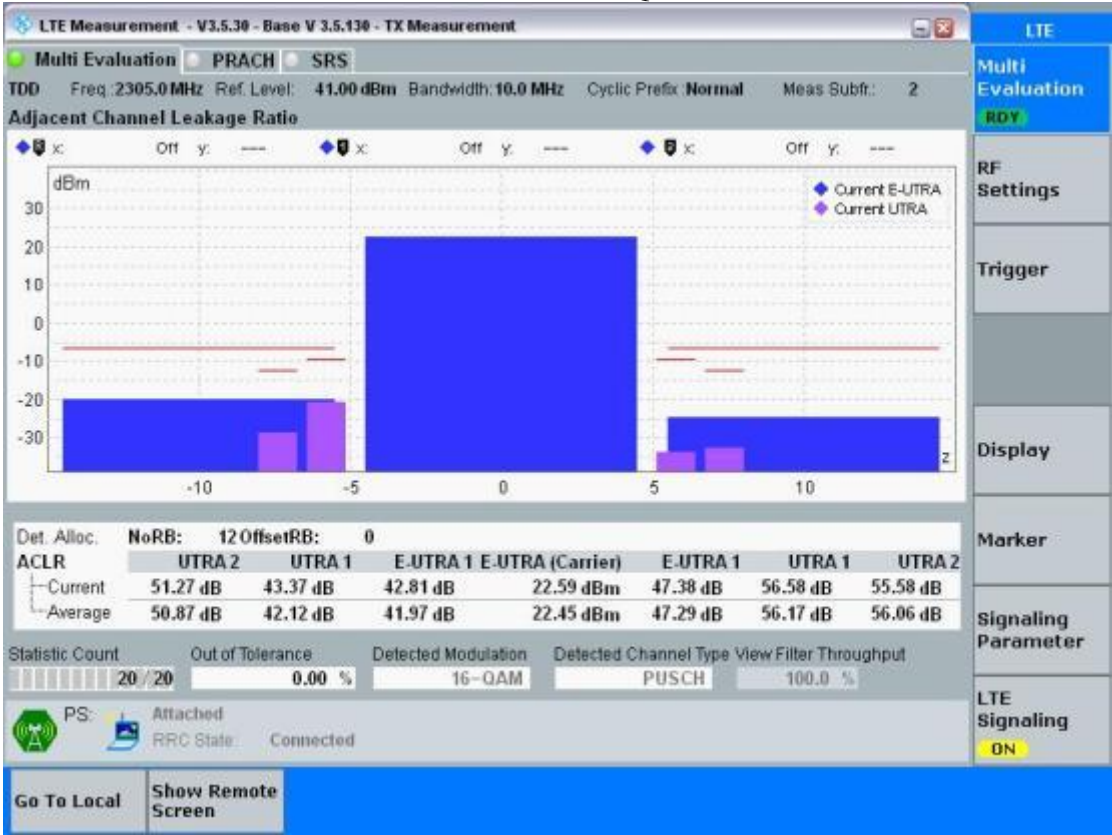 LTE Measurement - V3.5.30 - Base V 3.5.130 - TX Measurement
LTE
Multi Evaluation PRACH SRS
Multi
Evaluation
RDY
TDD Freq.:2305.0 MHz Ref. Level: 41.00 dBm Bandwidth: 10.0 MHz Cyclic Prefix: Normal Meas Subfr.: 2
Adjacent Channel Leakage Ratio
x: Off y: --- x: Off y: --- x: Off y: ---
dBm
Current E-UTRA
Current UTRA
30
20
10
0
-10
-20
-30
z
-10 -5 0 5 10
RF
Settings
Trigger
Display
Marker
Signaling
Parameter
LTE
Signaling
ON
Det. Alloc. NoRB: 12 OffsetRB: 0
ACLR UTRA 2 UTRA 1 E-UTRA 1 E-UTRA (Carrier) E-UTRA 1 UTRA 1 UTRA 2
Current 51.27 dB 43.37 dB 42.81 dB 22.59 dBm 47.38 dB 56.58 dB 55.58 dB
Average 50.87 dB 42.12 dB 41.97 dB 22.45 dBm 47.29 dB 56.17 dB 56.06 dB
Statistic Count Out of Tolerance Detected Modulation Detected Channel Type View Filter Throughput
20 / 20 0.00 % 16-QAM PUSCH 100.0 %
PS: Attached
RRC State: Connected
Go To Local
Show Remote
Screen